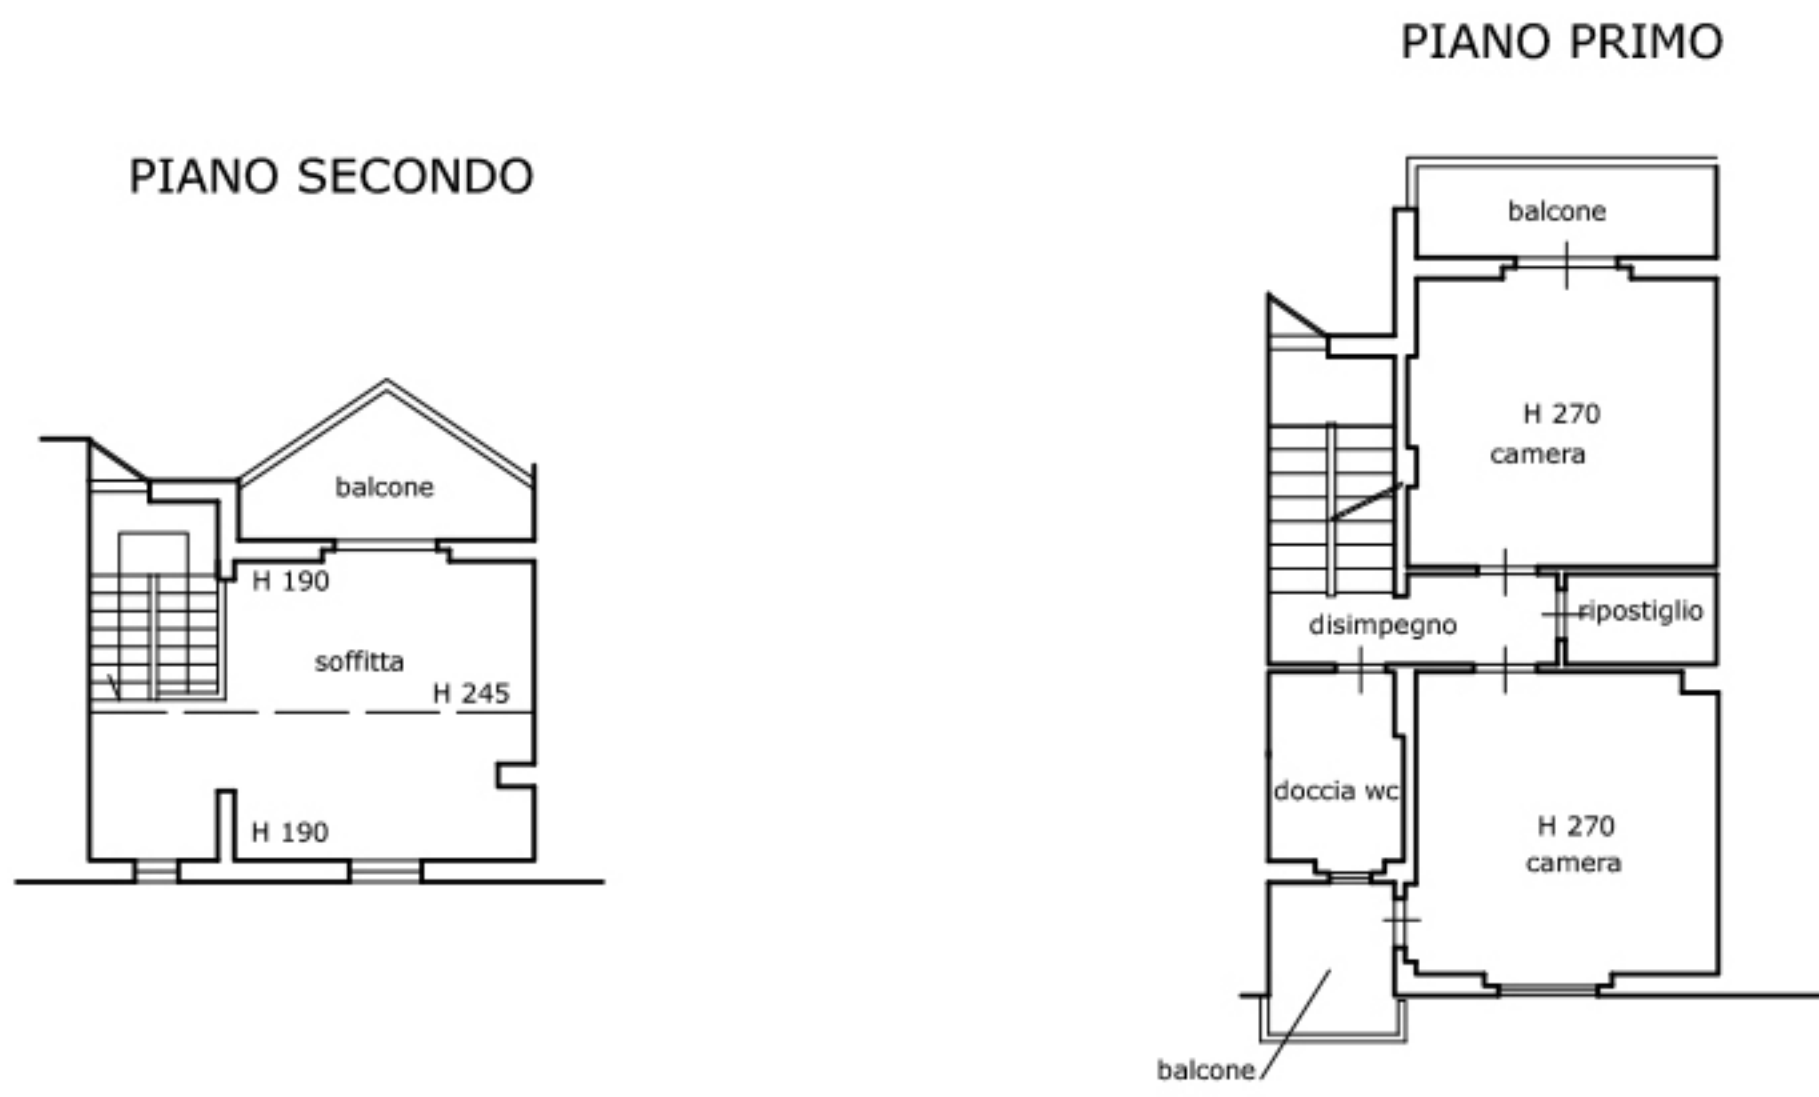 PIANO SECONDO
balcone
H 190
soffitta
H 245
H 190
PIANO PRIMO
balcone
H 270
camera
disimpegno
ripostiglio
doccia wc
H 270
camera
balcone